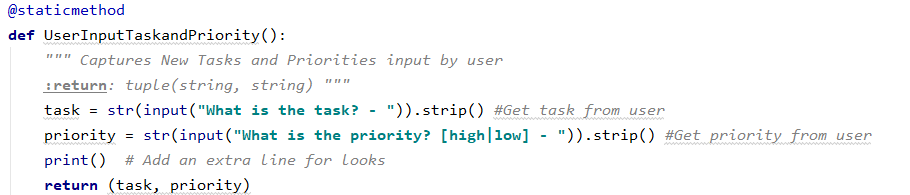 @staticmethod
def UserInputTaskandPriority():
    """ Captures New Tasks and Priorities input by user
    :return: tuple(string, string) """
    task = str(input("What is the task? - ")).strip() #Get task from user
    priority = str(input("What is the priority? [high|low] - ")).strip() #Get priority from user
    print()  # Add an extra line for looks
    return (task, priority)